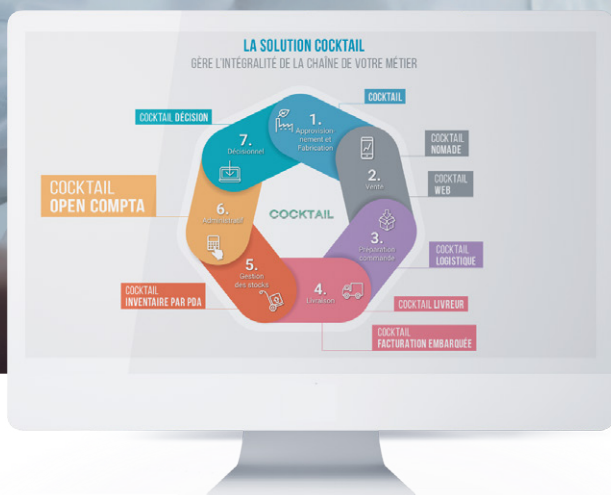 LA SOLUTION COCKTAIL
GÈRE L'INTÉGRALITÉ DE LA CHAÎNE DE VOTRE MÉTIER
COCKTAIL
1.
Approvision
nement et
Fabrication
COCKTAIL
NOMADE
COCKTAIL
WEB
2.
Vente
3.
Préparation
commande
COCKTAIL
LOGISTIQUE
4.
Livraison
COCKTAIL LIVREUR
COCKTAIL
FACTURATION EMBARQUÉE
5.
Gestion
des stocks
COCKTAIL
INVENTAIRE PAR PDA
6.
Administratif
COCKTAIL
OPEN COMPTA
7.
Décisionnel
COCKTAIL DÉCISION
COCKTAIL